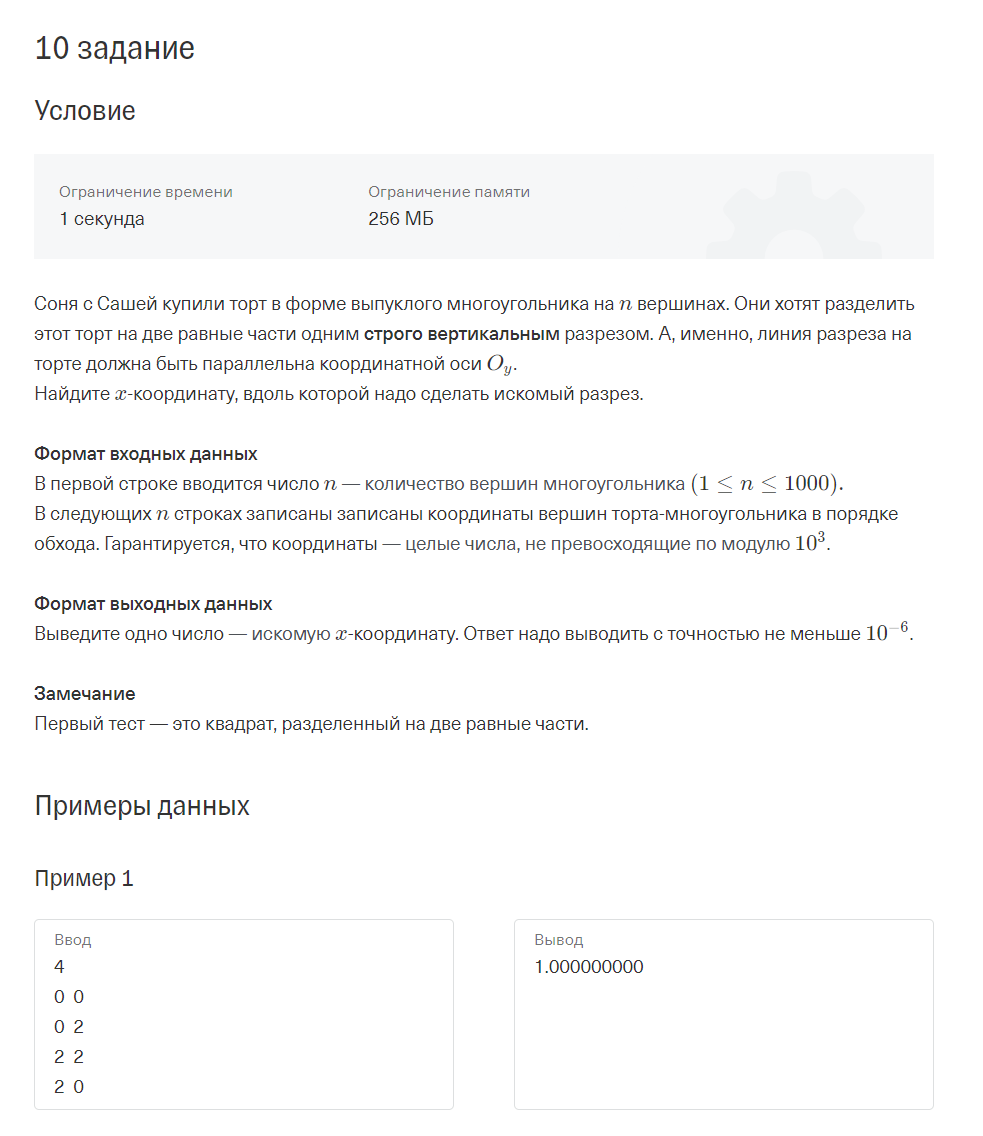 10 задание
Условие
Ограничение времени
1 секунда
Ограничение памяти
256 МБ
Соня с Сашей купили торт в форме выпуклого многоугольника на n вершинах. Они хотят разделить
этот торт на две равные части одним строго вертикальным разрезом. А, именно, линия разреза на
торте должна быть параллельна координатной оси O_y.
Найдите x-координату, вдоль которой надо сделать искомый разрез.
Формат входных данных
В первой строке вводится число n — количество вершин многоугольника (1 ≤ n ≤ 1000).
В следующих n строках записаны записаны координаты вершин торта-многоугольника в порядке
обхода. Гарантируется, что координаты — целые числа, не превосходящие по модулю 10^3.
Формат выходных данных
Выведите одно число — искомую x-координату. Ответ надо выводить с точностью не меньше 10^−6.
Замечание
Первый тест — это квадрат, разделенный на две равные части.
Примеры данных
Пример 1
Ввод
4
0 0
0 2
2 2
2 0
Вывод
1.000000000